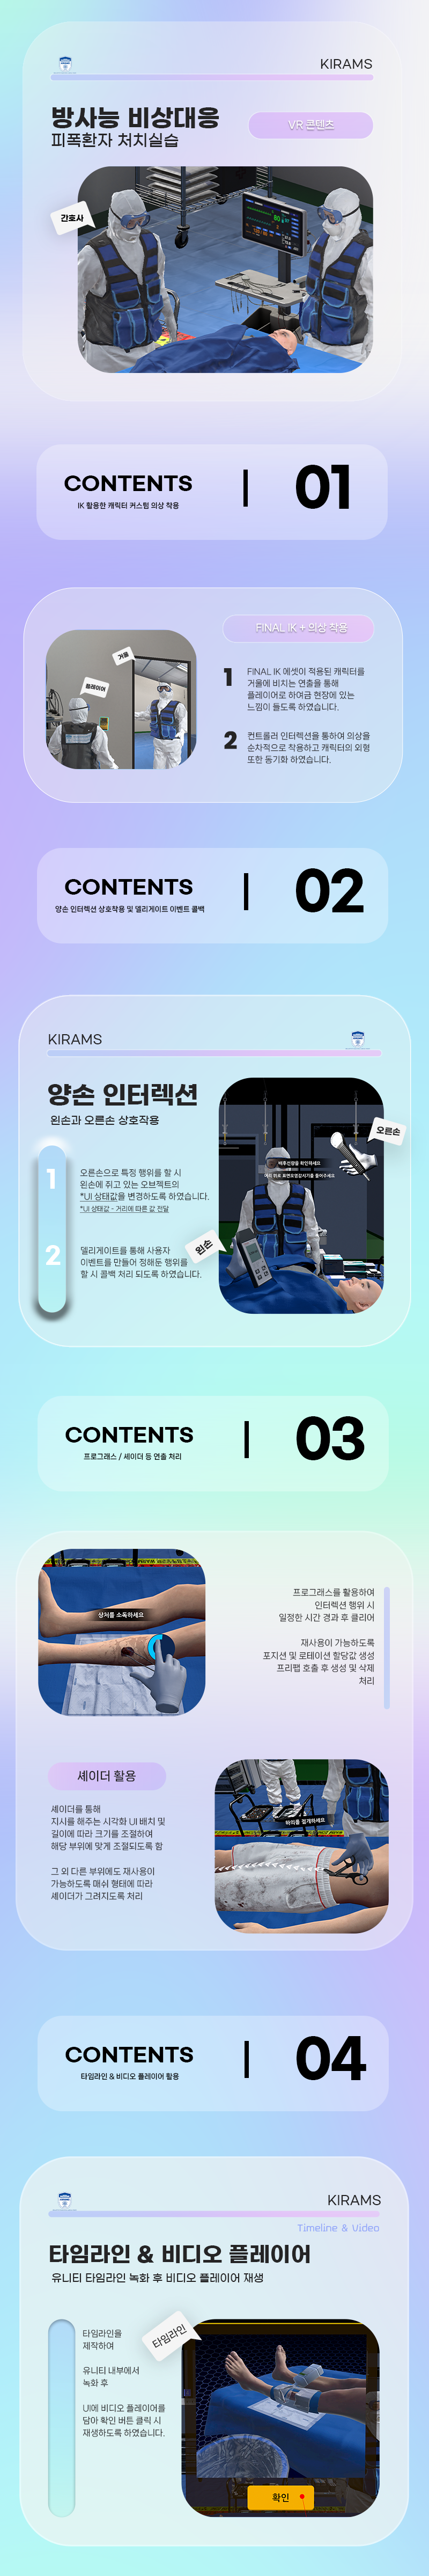 KIRAMS
방사능 비상대응
피폭환자 처치실습
VR 콘텐츠
간호사
CONTENTS
01
IK 활용한 캐릭터 커스텀 의상 착용
FINAL IK + 의상 착용
거울
플레이어
1 FINAL IK 에셋이 적용된 캐릭터를
거울에 비치는 연출을 통해
플레이어로 하여금 현장에 있는
느낌이 들도록 하였습니다.
2 컨트롤러 인터렉션을 통하여 의상을
순차적으로 착용하고 캐릭터의 외형
또한 동기화 하였습니다.
CONTENTS
02
양손 인터렉션 상호작용 및 델리게이트 이벤트 콜백
KIRAMS
양손 인터렉션
왼손과 오른손 상호작용
오른손
1 오른손으로 특정 행위를 할 시
왼손이 쥐고 있는 오브젝트의
*UI 상태값을 변경하도록 하였습니다.
*UI 상태값 - 거리에 따른 값 전달
왼손
2 델리게이트를 통해 사용자
이벤트를 만들어 정해둔 행위를
할 시 콜백 처리 되도록 하였습니다.
CONTENTS
03
프로그래스 / 셰이더 등 연출 처리
상처를 소독하세요
프로그래스를 활용하여
인터렉션 행위 시
일정한 시간 경과 후 클리어
재사용이 가능하도록
포지션 및 로테이션 할당값 생성
프리팹 호출 후 생성 및 삭제
처리
셰이더 활용
셰이더를 통해
지시를 해주는 시각화 UI 배치 및
길이에 따라 크기를 조절하여
해당 부위에 맞게 조절되도록 함
그 외 다른 부위에도 재사용이
가능하도록 매쉬 형태에 따라
셰이더가 그려지도록 처리
바지를 절개하세요
CONTENTS
04
타임라인 & 비디오 플레이어 활용
KIRAMS
Timeline & Video
타임라인 & 비디오 플레이어
유니티 타임라인 녹화 후 비디오 플레이어 재생
타임라인
타임라인을
제작하여
유니티 내부에서
녹화 후
UI에 비디오 플레이어를
담아 확인 버튼 클릭 시
재생하도록 하였습니다.
확인